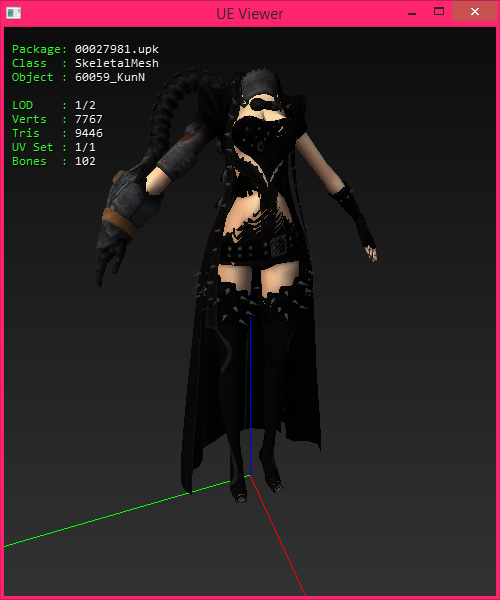 UE Viewer
Package: 00027981.upk
Class : SkeletalMesh
Object : 60059_KunN
LOD : 1/2
Verts : 7767
Tris : 9446
UV Set : 1/1
Bones : 102